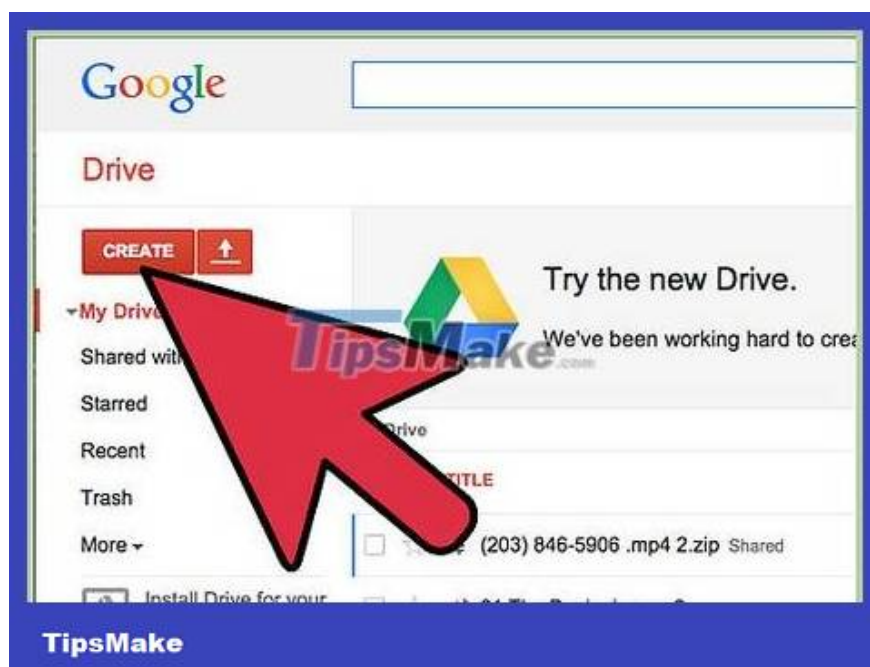 Google
Drive
CREATE
Try the new Drive.
My Drive
We've been working hard to crea
TipsMake.com
Shared with
Starred
Drive
Recent
TITLE
Trash
More
(203) 846-5906 .mp4 2.zip Shared
Install Drive for your
TipsMake